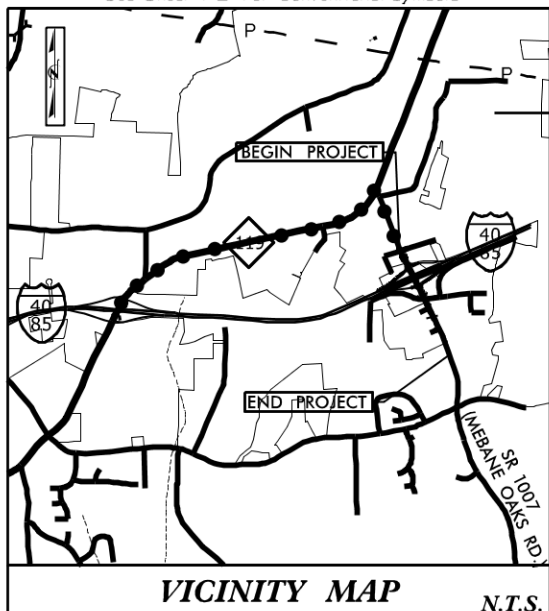 P
P
BEGIN PROJECT
119
40
85
40
85
END PROJECT
SR 1007
(MEBANE OAKS RD.)
VICINITY MAP
N.T.S.